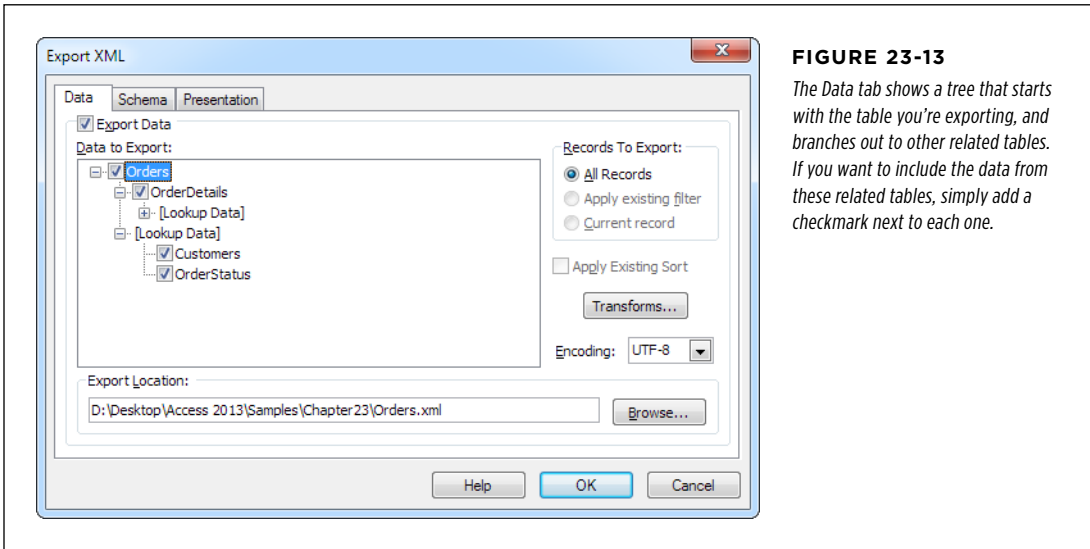 Export XML
Data Schema Presentation
Export Data
Data to Export:
Orders
OrderDetails
[Lookup Data]
[Lookup Data]
Customers
OrderStatus
Records To Export:
All Records
Apply existing filter
Current record
Apply Existing Sort
Transforms...
Encoding: UTF-8
Export Location:
D:\Desktop\Access 2013\Samples\Chapter23\Orders.xml
Browse...
Help OK Cancel
FIGURE 23-13
The Data tab shows a tree that starts
with the table you’re exporting, and
branches out to other related tables.
If you want to include the data from
these related tables, simply add a
checkmark next to each one.